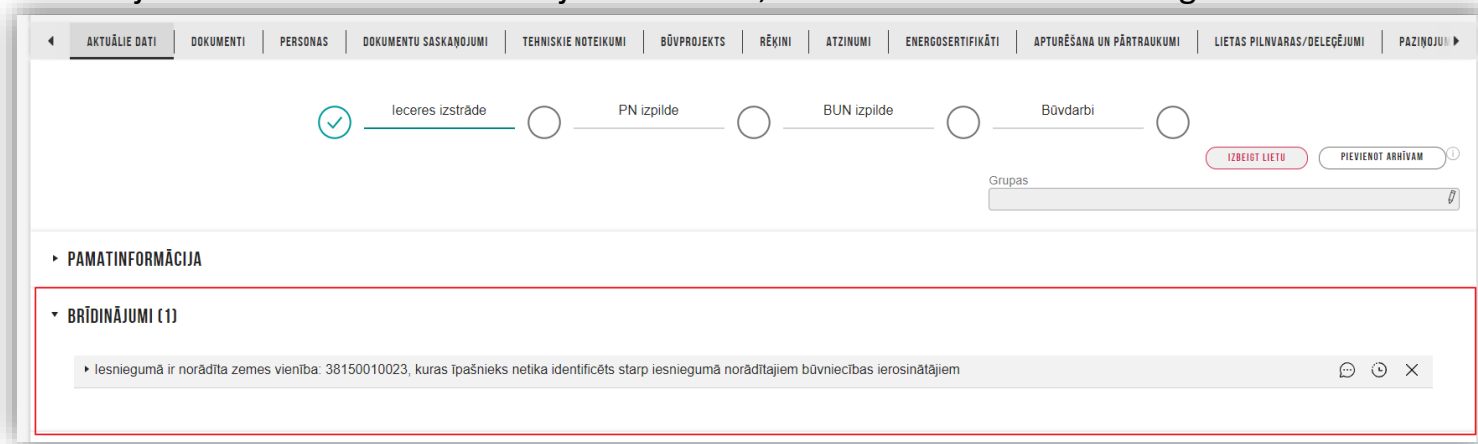 AKTUĀLIE DATI DOKUMENTI PERSONAS DOKUMENTU SASKAŅOJUMI TEHNISKIE NOTEIKUMI BŪVPROJEKTS RĒĶINI ATZINUMI ENERGOSERTIFIKĀTI APTURĒŠANA UN PĀRTRAUKUMI LIETAS PILNVARAS/DELEĢĒJUMI PAZIŅOJUM
Ieceres izstrāde PN izpilde BUN izpilde Būvdarbi
IZBEIGT LIETU PIEVIENOT ARHĪVAM
Grupas
PAMATINFORMĀCIJA
BRĪDINĀJUMI (1)
Iesniegumā ir norādīta zemes vienība: 38150010023, kuras īpašnieks netika identificēts starp iesniegumā norādītajiem būvniecības ierosinātājiem